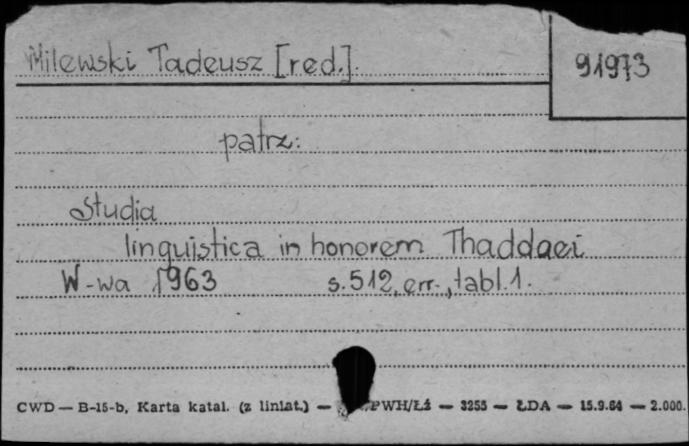 Milewski Tadeusz [red.].
91973
patrz:
Studia
linguistica in honorem Thaddaei
W-wa 1963 s. 512, err., tabl. 1.
CWD — B-15-b, Karta katal. (z liniat.) — PWH/Łź — 3255 — ŁDA — 15.9.64 — 2.000.